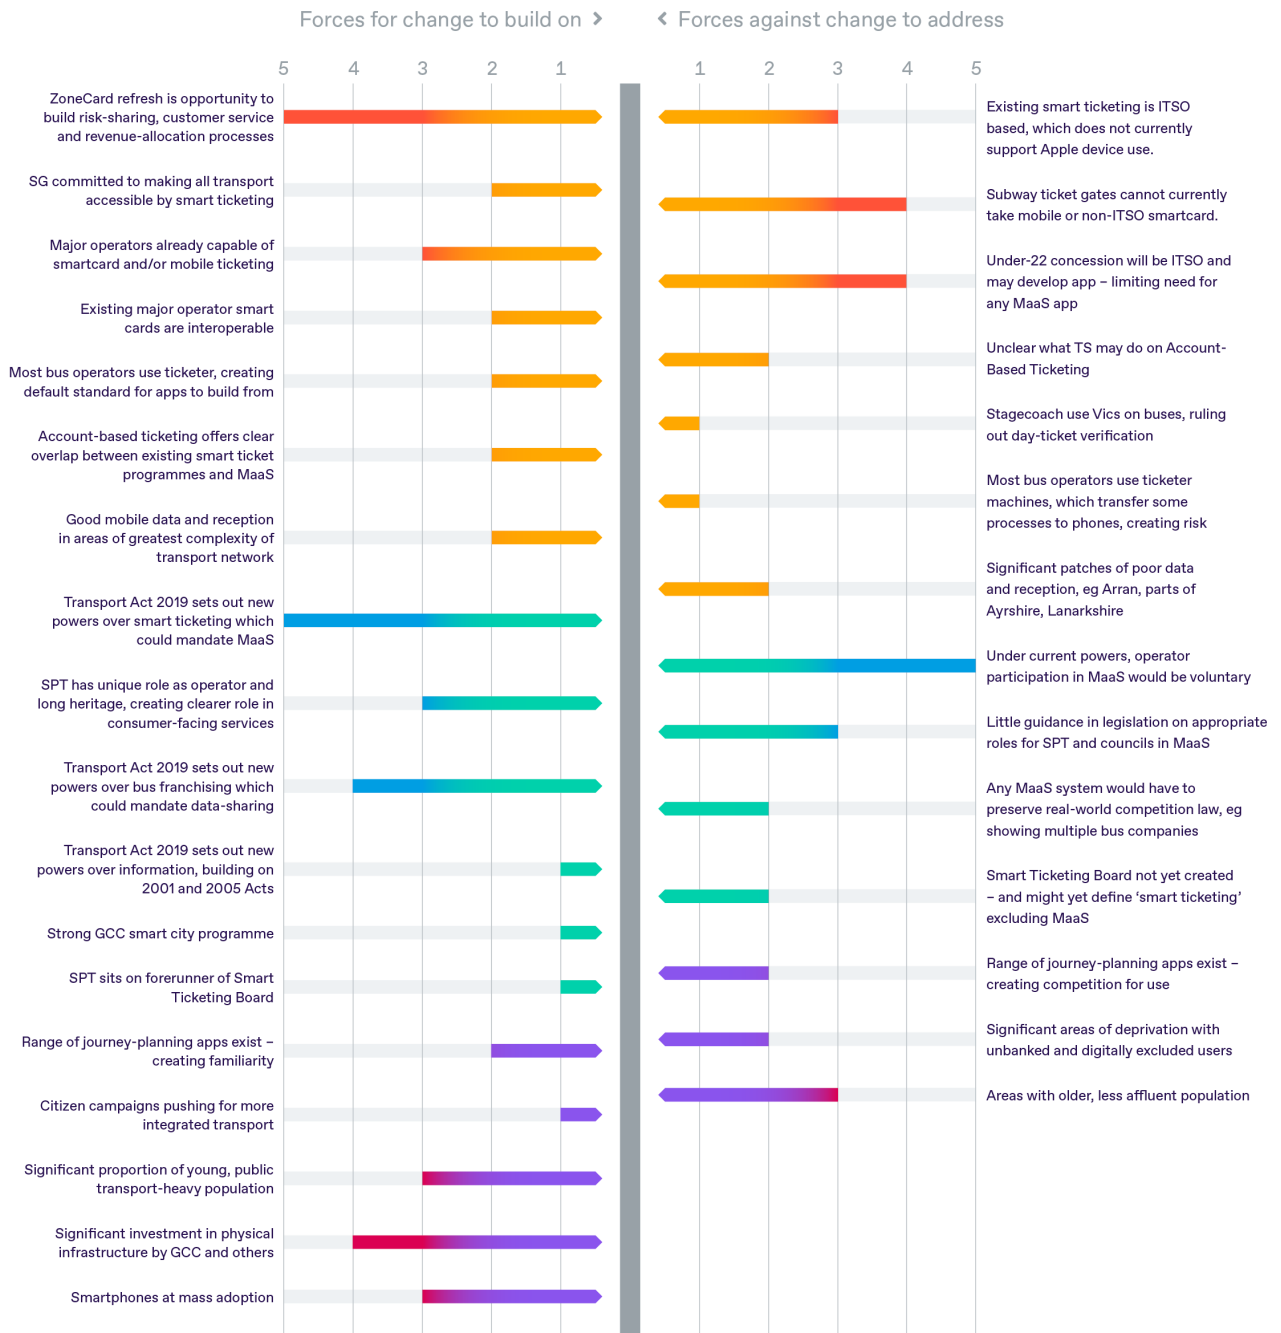 Forces for change to build on >
5 4 3 2 1
ZoneCard refresh is opportunity to
build risk-sharing, customer service
and revenue-allocation processes
SG committed to making all transport
accessible by smart ticketing
Major operators already capable of
smartcard and/or mobile ticketing
Existing major operator smart
cards are interoperable
Most bus operators use ticketer, creating
default standard for apps to build from
Account-based ticketing offers clear
overlap between existing smart ticket
programmes and MaaS
Good mobile data and reception
in areas of greatest complexity of
transport network
Transport Act 2019 sets out new
powers over smart ticketing which
could mandate MaaS
SPT has unique role as operator and
long heritage, creating clearer role in
consumer-facing services
Transport Act 2019 sets out new
powers over bus franchising which
could mandate data-sharing
Transport Act 2019 sets out new
powers over information, building on
2001 and 2005 Acts
Strong GCC smart city programme
SPT sits on forerunner of Smart
Ticketing Board
Range of journey-planning apps exist –
creating familiarity
Citizen campaigns pushing for more
integrated transport
Significant proportion of young, public
transport-heavy population
Significant investment in physical
infrastructure by GCC and others
Smartphones at mass adoption
< Forces against change to address
1 2 3 4 5
Existing smart ticketing is ITSO
based, which does not currently
support Apple device use.
Subway ticket gates cannot currently
take mobile or non-ITSO smartcard.
Under-22 concession will be ITSO and
may develop app – limiting need for
any MaaS app
Unclear what TS may do on Account-
Based Ticketing
Stagecoach use Vics on buses, ruling
out day-ticket verification
Most bus operators use ticketer
machines, which transfer some
processes to phones, creating risk
Significant patches of poor data
and reception, eg Arran, parts of
Ayrshire, Lanarkshire
Under current powers, operator
participation in MaaS would be voluntary
Little guidance in legislation on appropriate
roles for SPT and councils in MaaS
Any MaaS system would have to
preserve real-world competition law, eg
showing multiple bus companies
Smart Ticketing Board not yet created
– and might yet define ‘smart ticketing’
excluding MaaS
Range of journey-planning apps exist –
creating competition for use
Significant areas of deprivation with
unbanked and digitally excluded users
Areas with older, less affluent population